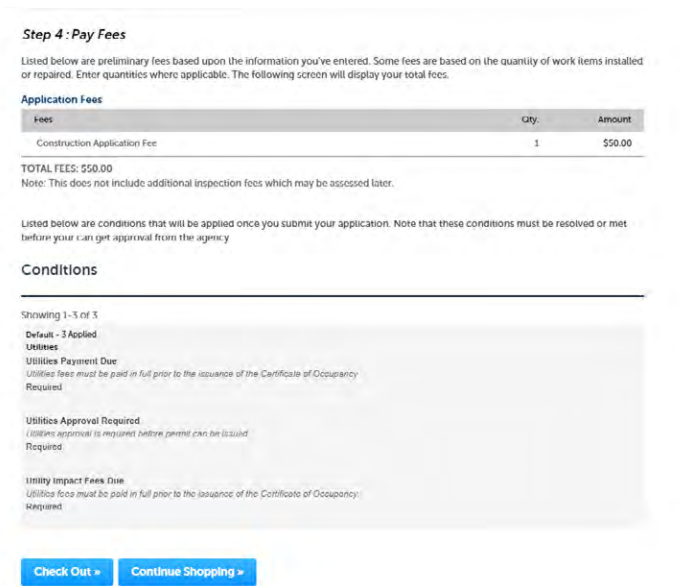 Step 4 : Pay Fees
Listed below are preliminary fees based upon the information you've entered. Some fees are based on the quantity of work items installed
or repaired. Enter quantities where applicable. The following screen will display your total fees.
Application Fees
Fees Qty. Amount
Construction Application Fee 1 $50.00
TOTAL FEES: $50.00
Note: This does not include additional inspection fees which may be assessed later.
Listed below are conditions that will be applied once you submit your application. Note that these conditions must be resolved or met
before your can get approval from the agency
Conditions
Showing 1-3 of 3
Default - 3 Applied
Utilities
Utilities Payment Due
Utilities fees must be paid in full prior to the issuance of the Certificate of Occupancy
Required
Utilities Approval Required
Utilities approval is required before permit can be issued
Required
Utility Impact Fees Due
Utilities fees must be paid in full prior to the issuance of the Certificate of Occupancy.
Required
Check Out »
Continue Shopping »